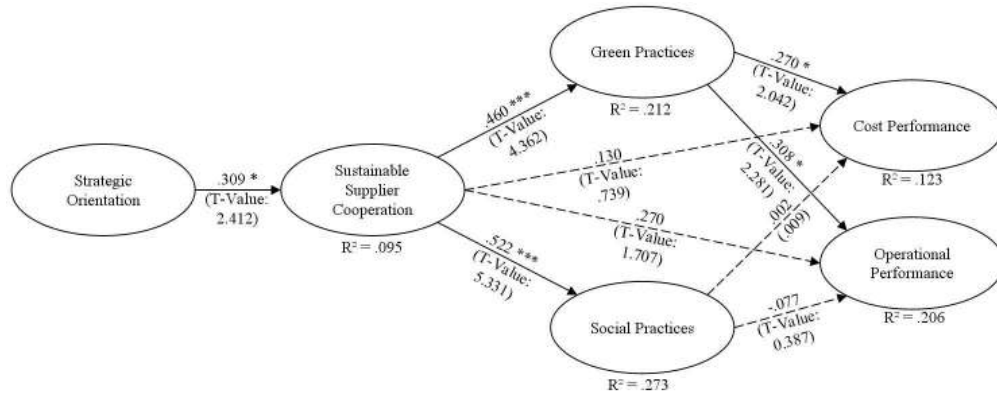 Strategic
Orientation
.309 *
(T-Value:
2.412)
Sustainable
Supplier
Cooperation
R² = .095
.460 ***
(T-Value:
4.362)
Green Practices
R² = .212
.270 *
(T-Value:
2.042)
.308 *
(T-Value:
2.281)
.130
(T-Value:
.739)
.270
(T-Value:
1.707)
.522 ***
(T-Value:
5.331)
Social Practices
R² = .273
.002
(.009)
-.077
(T-Value:
0.387)
Cost Performance
R² = .123
Operational
Performance
R² = .206